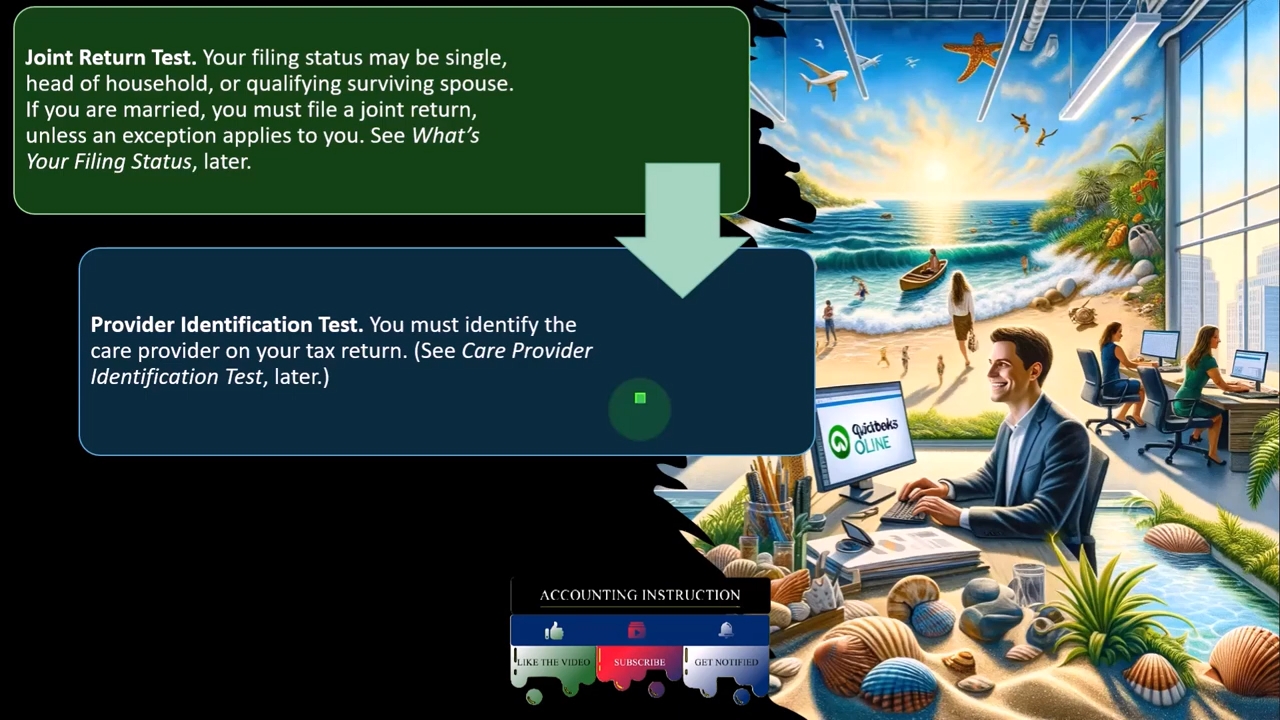 Joint Return Test. Your filing status may be single,
head of household, or qualifying surviving spouse.
If you are married, you must file a joint return,
unless an exception applies to you. See What's
Your Filing Status, later.
Provider Identification Test. You must identify the
care provider on your tax return. (See Care Provider
Identification Test, later.)
Quickbeks
OLINE
ACCOUNTING INSTRUCTION
LIKE THE VIDEO
SUBSCRIBE
GET NOTIFIED